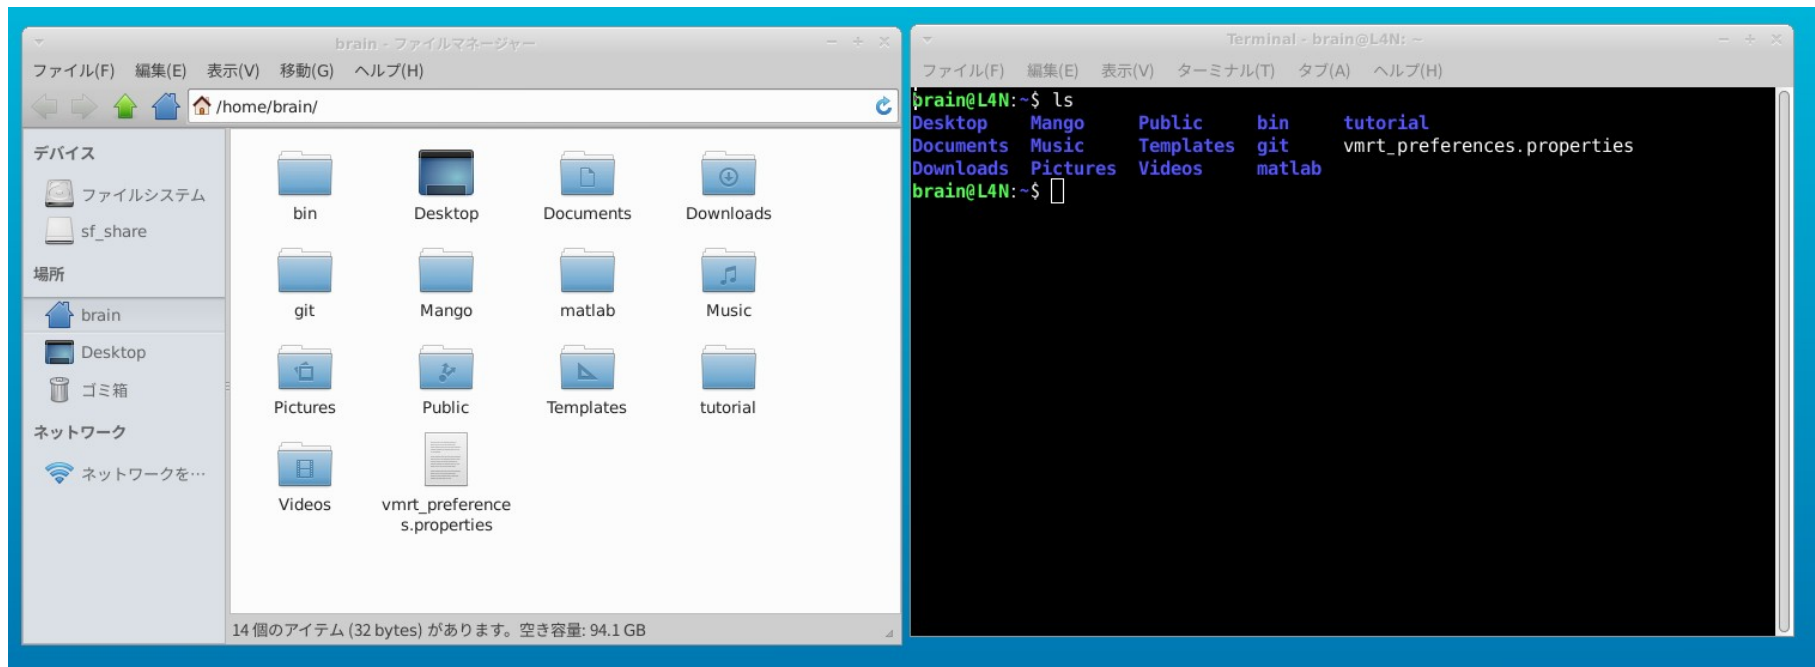 brain - ファイルマネージャー
ファイル(F) 編集(E) 表示(V) 移動(G) ヘルプ(H)
/home/brain/
デバイス
ファイルシステム
sf_share
場所
brain
Desktop
ゴミ箱
ネットワーク
ネットワークを…
bin Desktop Documents Downloads
git Mango matlab Music
Pictures Public Templates tutorial
Videos vmrt_preference
s.properties
14 個のアイテム (32 bytes) があります。空き容量: 94.1 GB
Terminal - brain@L4N: ~
ファイル(F) 編集(E) 表示(V) ターミナル(T) タブ(A) ヘルプ(H)
brain@L4N:~$ ls
Desktop Mango Public bin tutorial
Documents Music Templates git vmrt_preferences.properties
Downloads Pictures Videos matlab
brain@L4N:~$